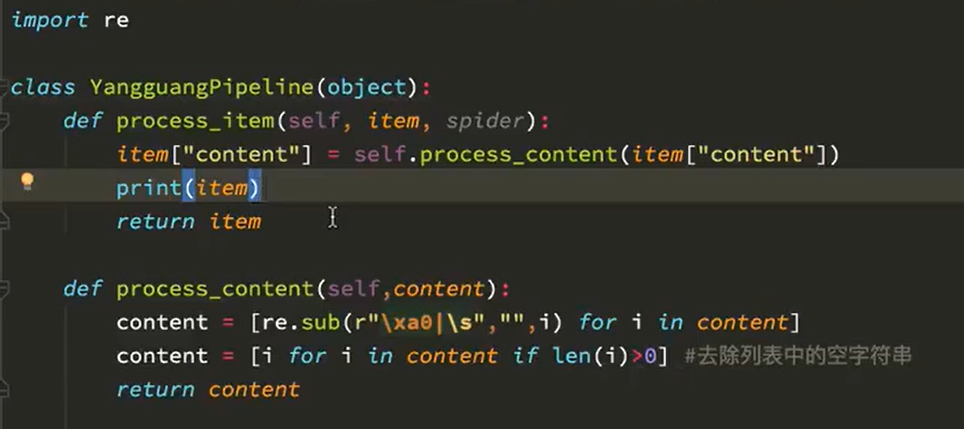 import re
class YangguangPipeline(object):
def process_item(self, item, spider):
item["content"] = self.process_content(item["content"])
print(item)
return item
def process_content(self,content):
content = [re.sub(r"\xa0|\s","",i) for i in content]
content = [i for i in content if len(i)>0] #去除列表中的空字符串
return content